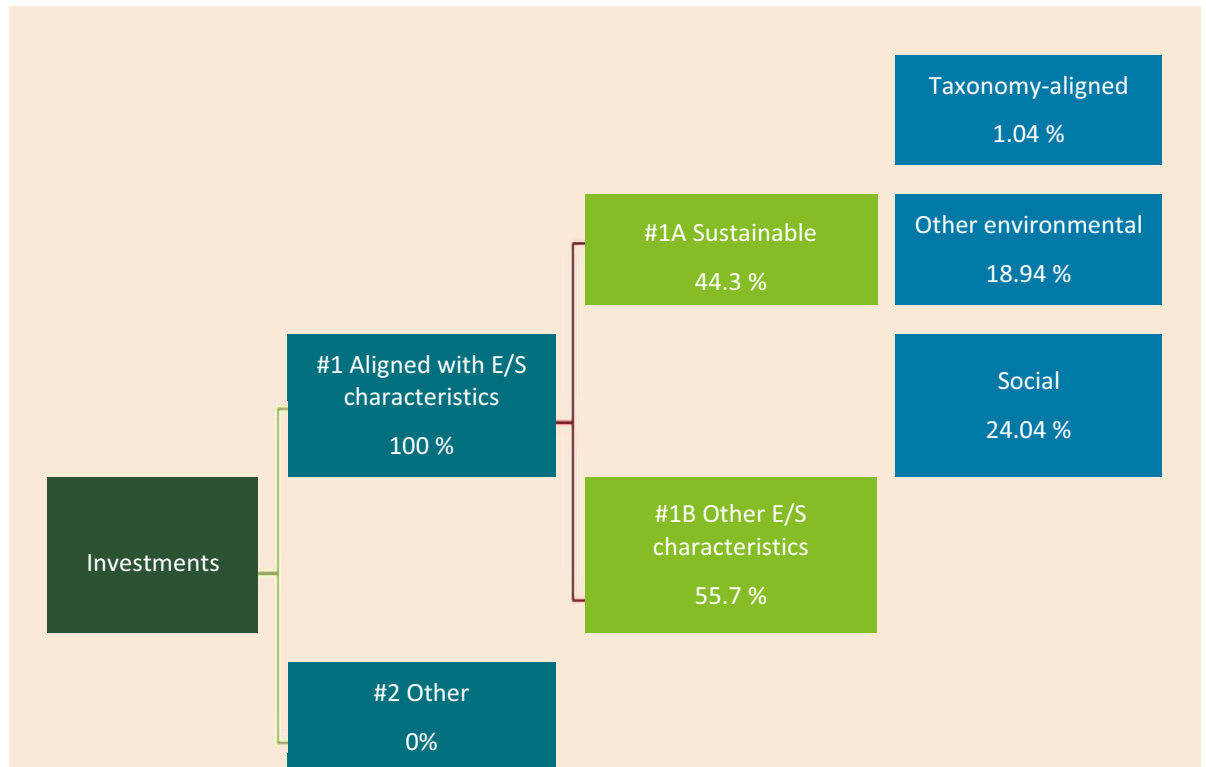 Taxonomy-aligned
1.04 %
#1A Sustainable
44.3 %
Other environmental
18.94 %
#1 Aligned with E/S
characteristics
100 %
Social
24.04 %
Investments
#1B Other E/S
characteristics
55.7 %
#2 Other
0%